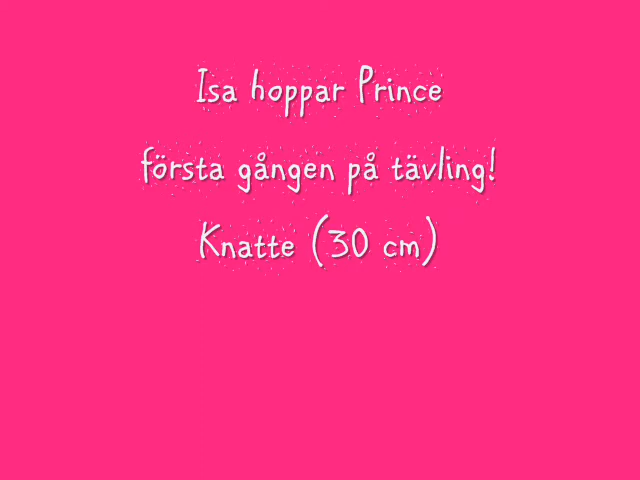 Isa hoppar Prince
första gången på tävling!
Knatte (30 cm)